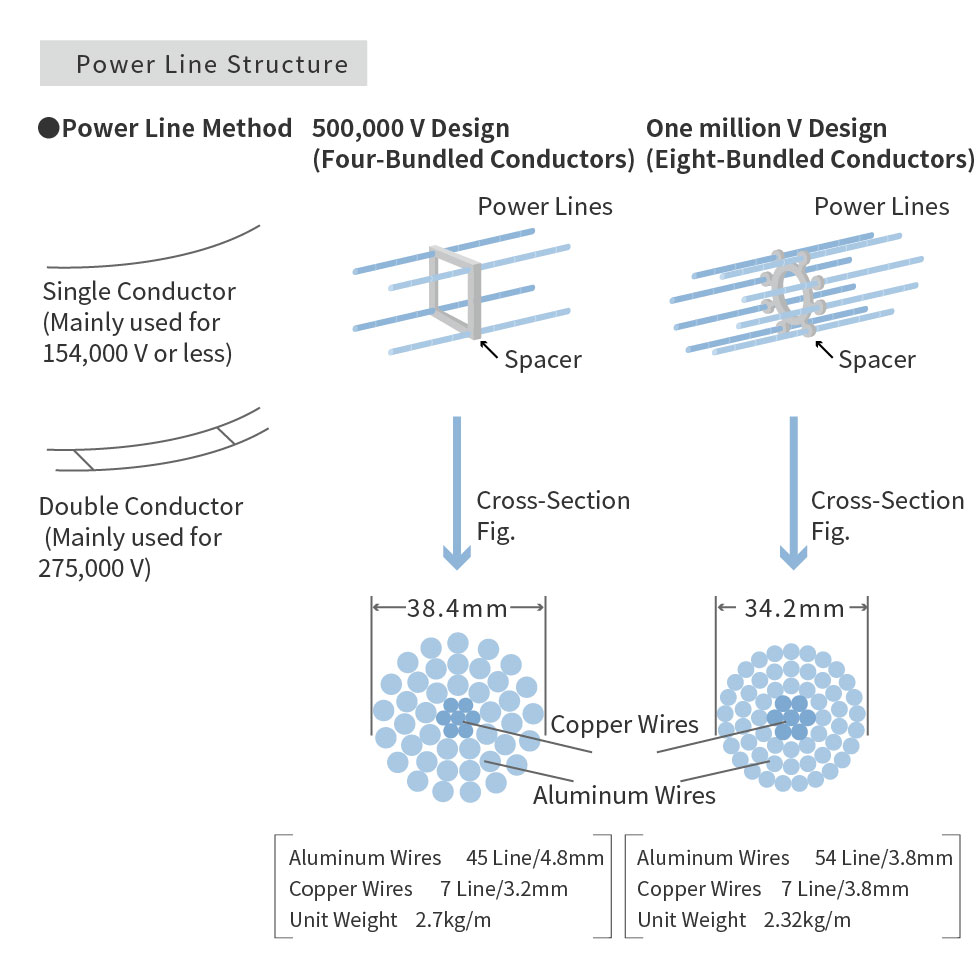 Power Line Structure
●Power Line Method
Single Conductor
(Mainly used for
154,000 V or less)
Double Conductor
(Mainly used for
275,000 V)
500,000 V Design
(Four-Bundled Conductors)
Power Lines
Spacer
Cross-Section
Fig.
38.4mm
One million V Design
(Eight-Bundled Conductors)
Power Lines
Spacer
Cross-Section
Fig.
34.2mm
Copper Wires
Aluminum Wires
Aluminum Wires 45 Line/4.8mm
Copper Wires 7 Line/3.2mm
Unit Weight 2.7kg/m
Aluminum Wires 54 Line/3.8mm
Copper Wires 7 Line/3.8mm
Unit Weight 2.32kg/m